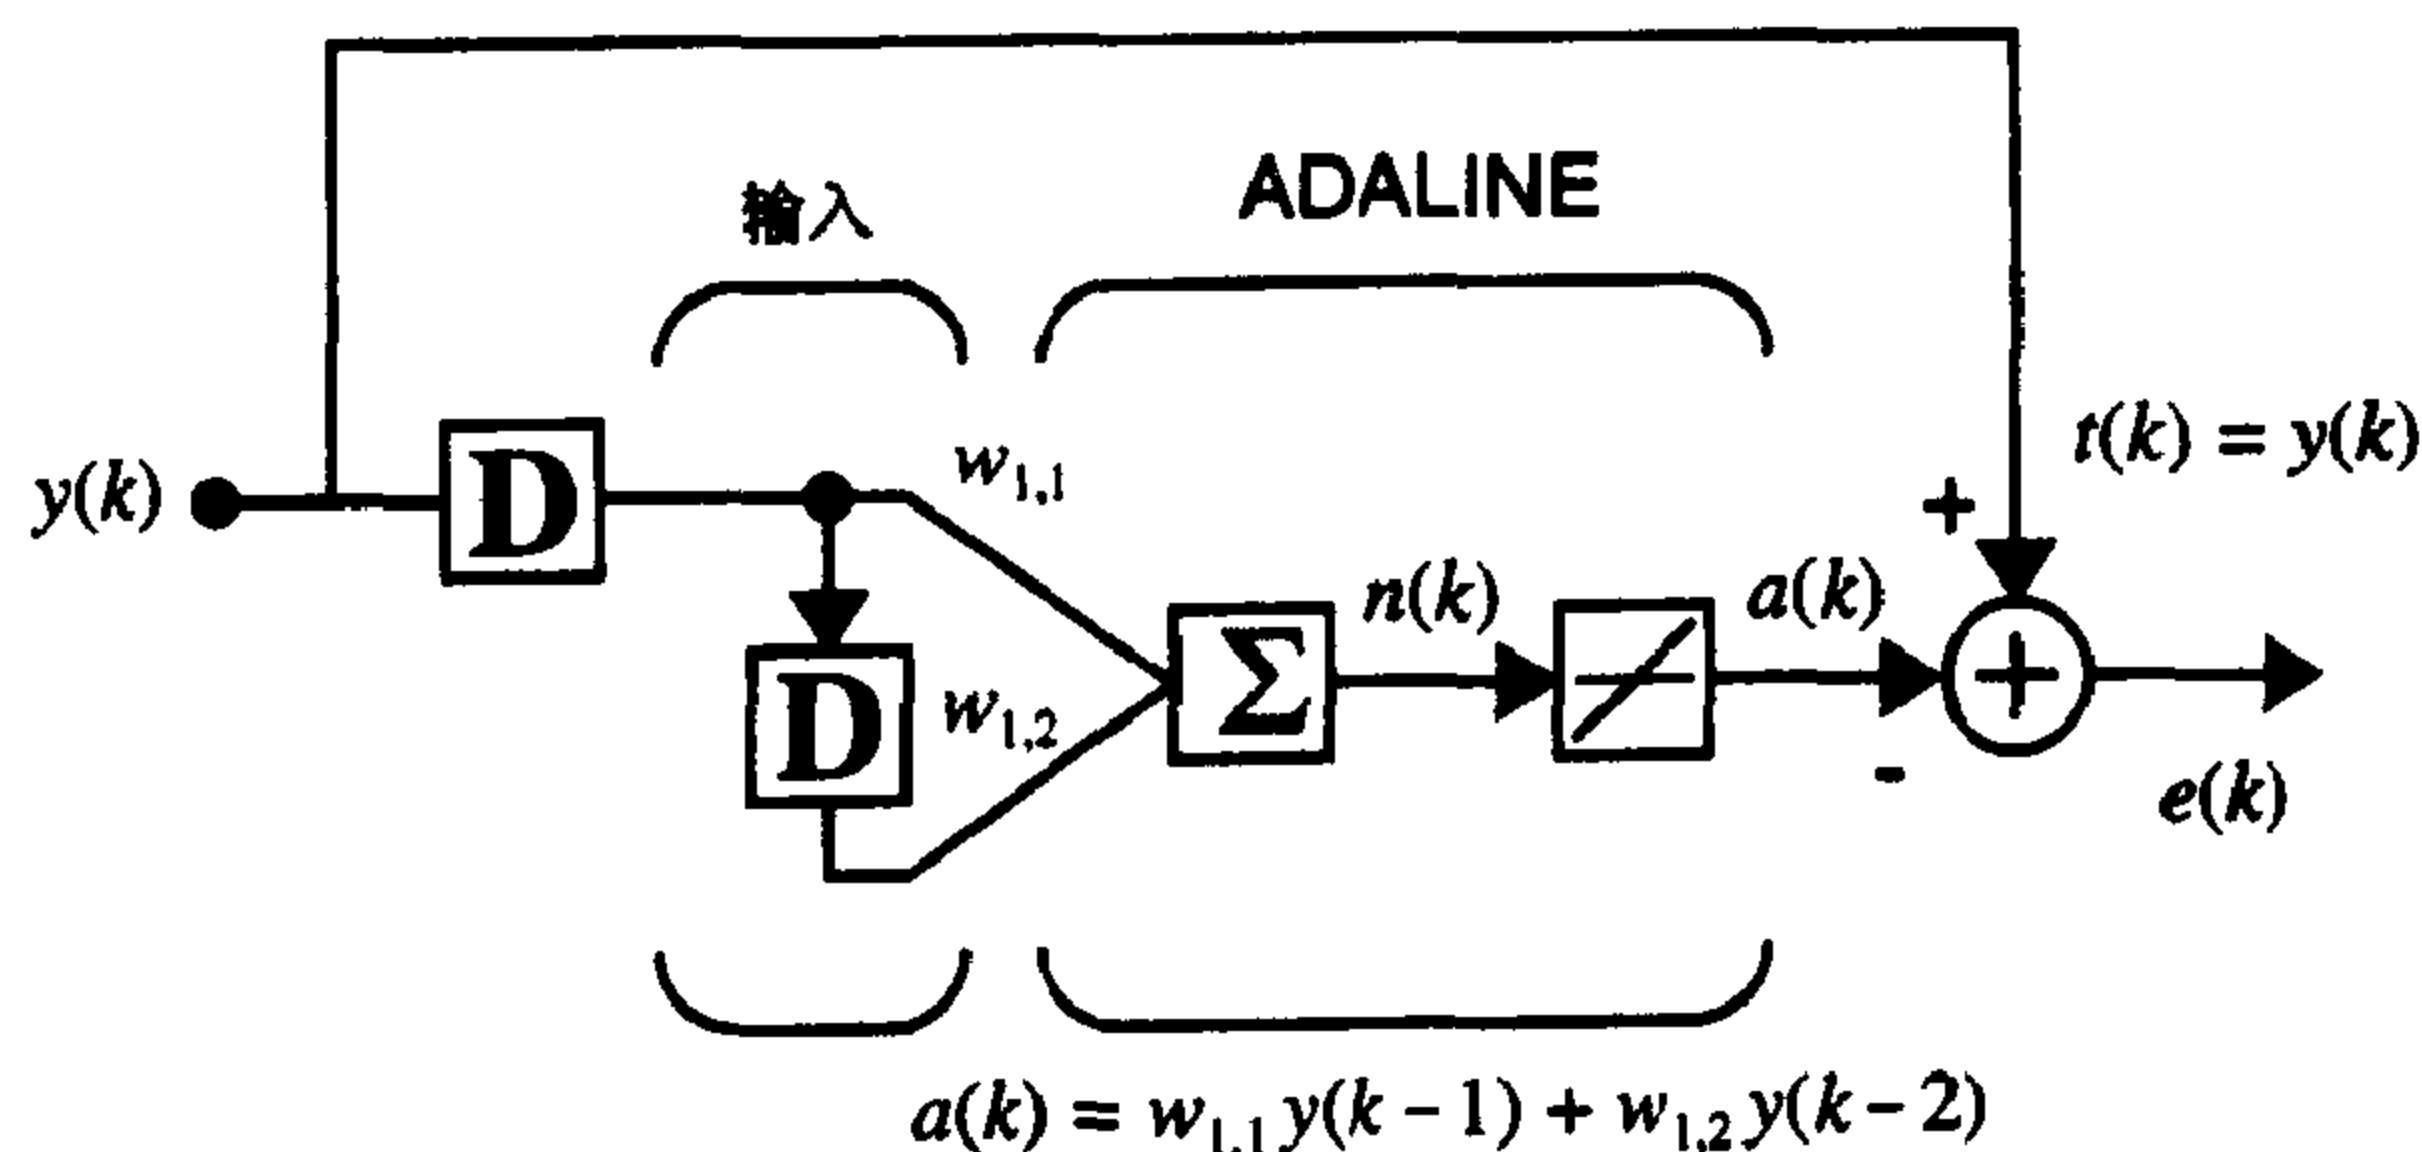 输入
ADALINE
t(k) = y(k)
y(k)
D
w1,1
+
n(k)
a(k)
D
w1,2
Σ
-
e(k)
a(k) = w1,1 y(k - 1) + w1,2 y(k - 2)